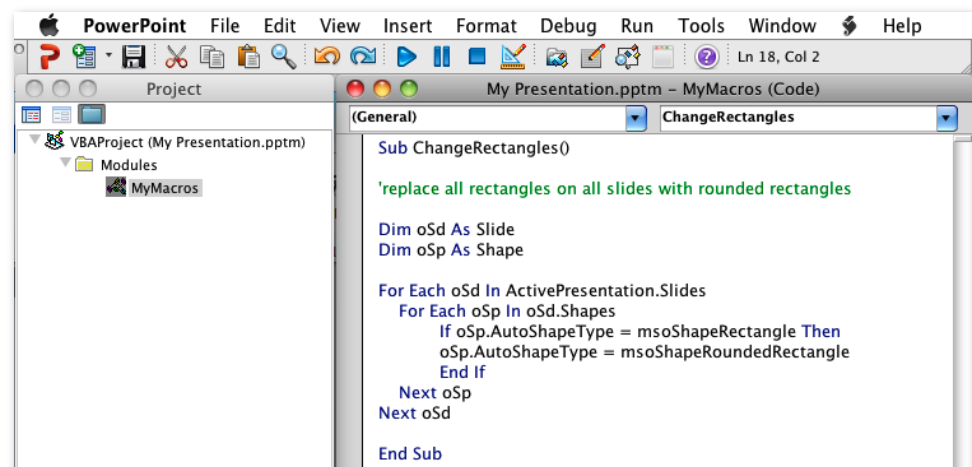 PowerPoint File Edit View Insert Format Debug Run Tools Window Help
Ln 18, Col 2
Project
My Presentation.pptm – MyMacros (Code)
(General)
ChangeRectangles
VBAProject (My Presentation.pptm)
Modules
MyMacros
Sub ChangeRectangles()
'replace all rectangles on all slides with rounded rectangles
Dim oSd As Slide
Dim oSp As Shape
For Each oSd In ActivePresentation.Slides
For Each oSp In oSd.Shapes
If oSp.AutoShapeType = msoShapeRectangle Then
oSp.AutoShapeType = msoShapeRoundedRectangle
End If
Next oSp
Next oSd
End Sub